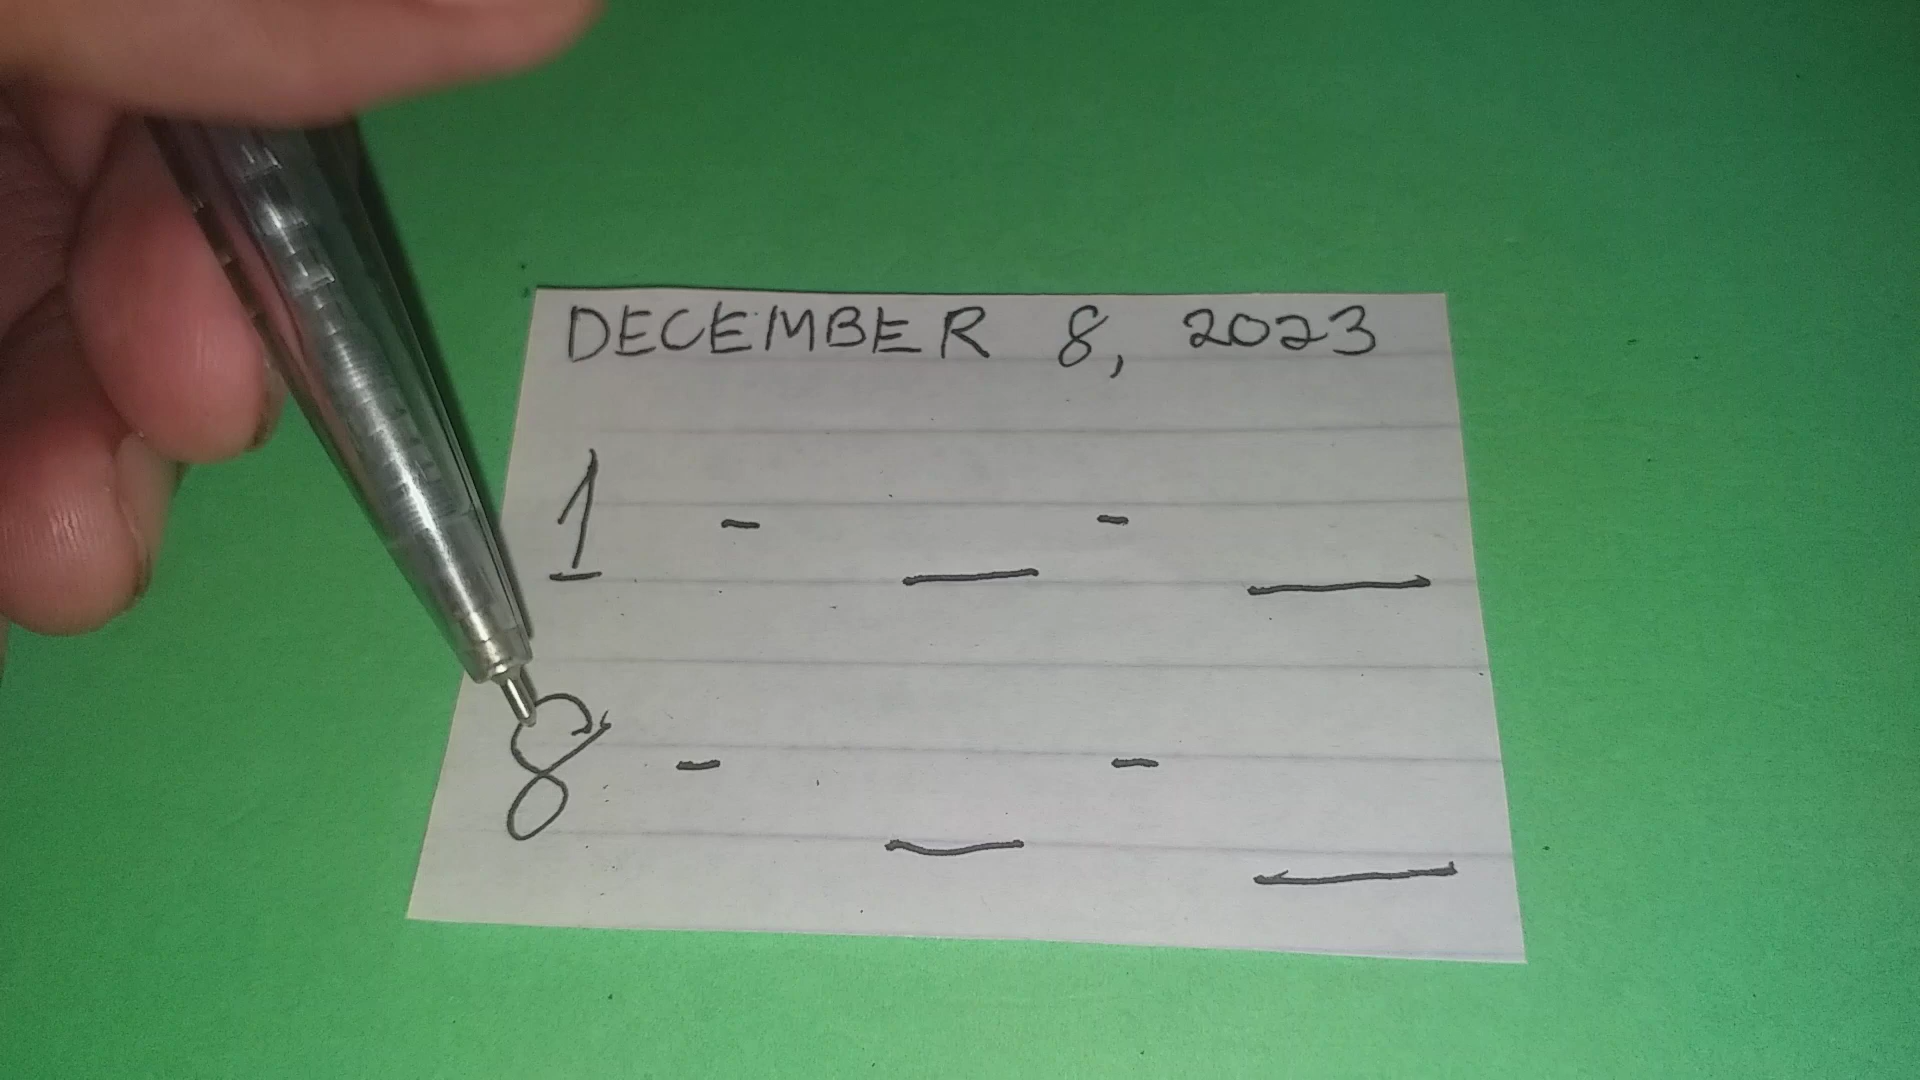 DECEMBER 8, 2023
1 - _ - _
8 - _ - _